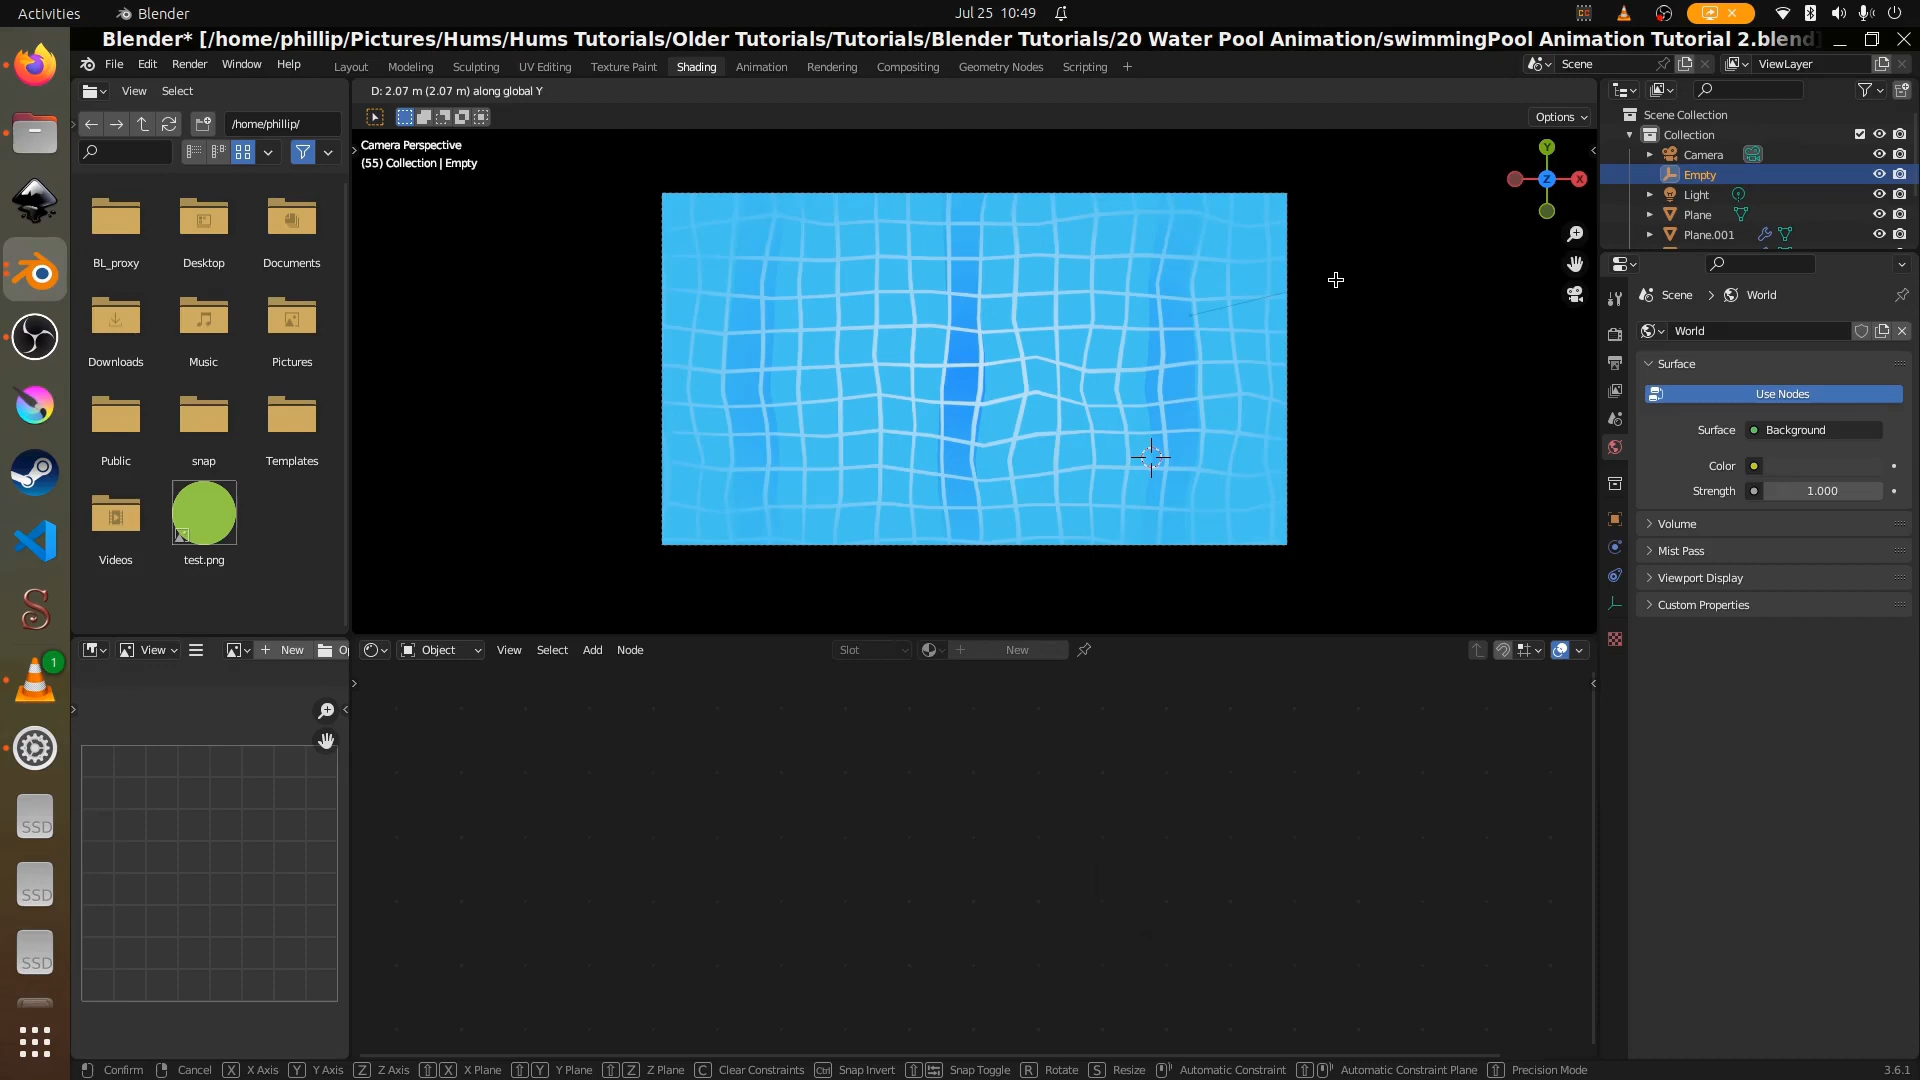 Activities Blender Jul 25 10:49
Blender* [/home/phillip/Pictures/Hums/Hums Tutorials/Older Tutorials/Tutorials/Blender Tutorials/20 Water Pool Animation/swimmingPool Animation Tutorial 2.blend]
File Edit Render Window Help Layout Modeling Sculpting UV Editing Texture Paint Shading Animation Rendering Compositing Geometry Nodes Scripting + Scene ViewLayer
View Select D: 2.07 m (2.07 m) along global Y
/home/phillip/ Options
Scene Collection
Collection
Camera
Empty
Light
Plane
Plane.001
Camera Perspective
(55) Collection | Empty
Y
Z X
BL_proxy Desktop Documents
Downloads Music Pictures
Public snap Templates
Videos test.png
Scene World
World
Surface
Use Nodes
Surface Background
Color
Strength 1.000
Volume
Mist Pass
Viewport Display
Custom Properties
View New Op Object View Select Add Node Slot New
1
SSD
SSD
SSD
Confirm Cancel X X Axis Y Y Axis Z Z Axis X X Plane Y Y Plane Z Z Plane C Clear Constraints Ctrl Snap Invert Snap Toggle R Rotate S Resize Automatic Constraint Automatic Constraint Plane Precision Mode 3.6.1